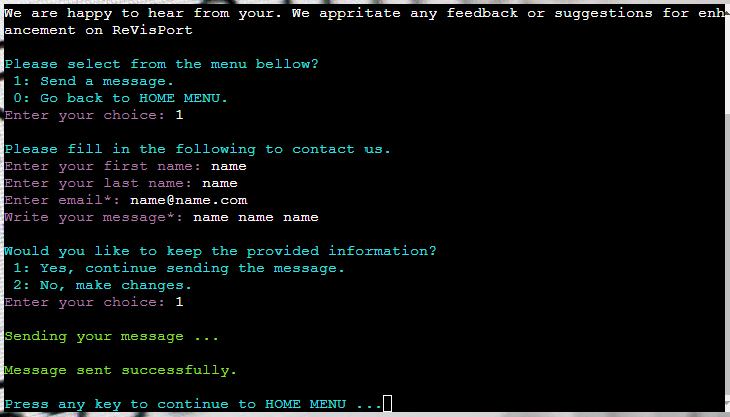 We are happy to hear from your. We appritate any feedback or suggestions for enh
ancement on ReVisPort
Please select from the menu bellow?
1: Send a message.
0: Go back to HOME MENU.
Enter your choice: 1
Please fill in the following to contact us.
Enter your first name: name
Enter your last name: name
Enter email*: name@name.com
Write your message*: name name name
Would you like to keep the provided information?
1: Yes, continue sending the message.
2: No, make changes.
Enter your choice: 1
Sending your message ...
Message sent successfully.
Press any key to continue to HOME MENU ...